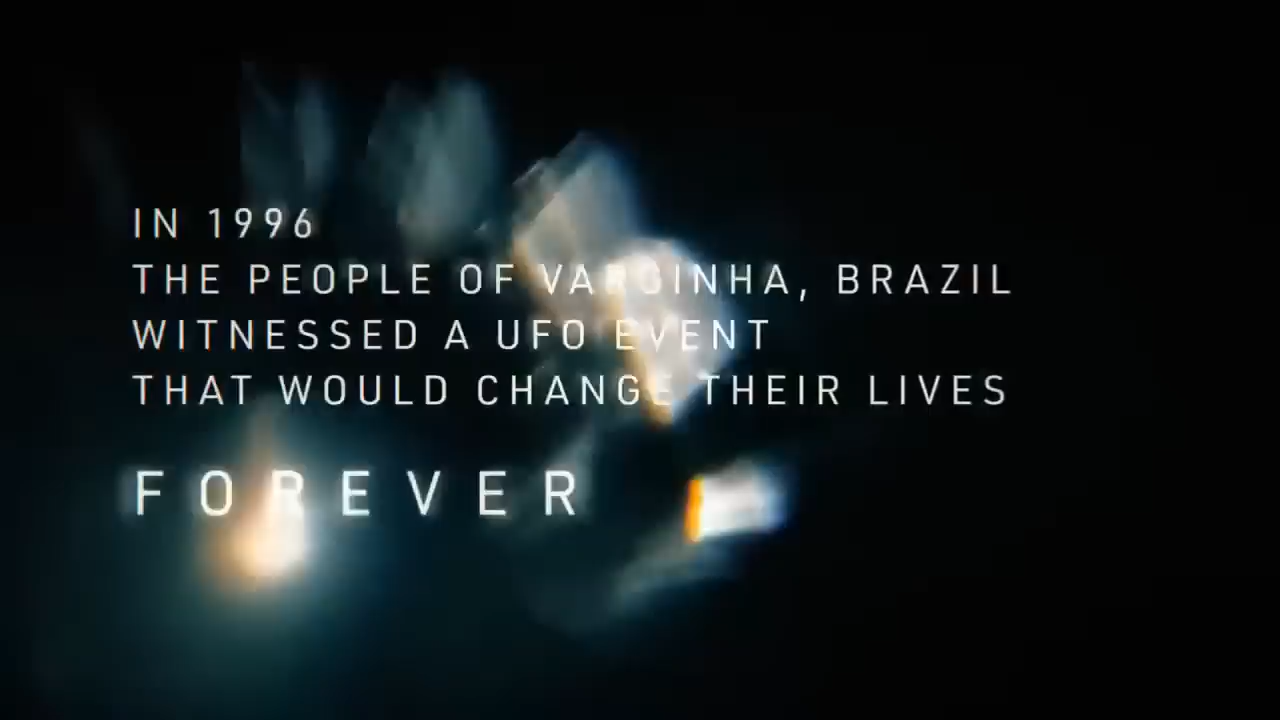 IN 1996
THE PEOPLE OF VARGINHA, BRAZIL
WITNESSED A UFO EVENT
THAT WOULD CHANGE THEIR LIVES
FOREVER